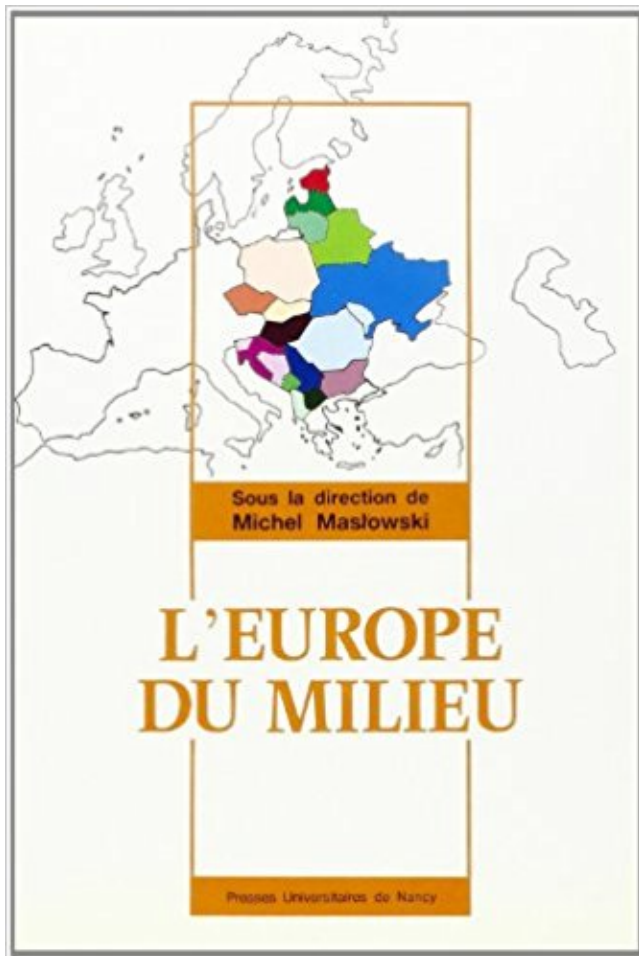 Sous la direction de
Michel Masłowski
L'EUROPE
DU MILIEU
Presses Universitaires de Nancy